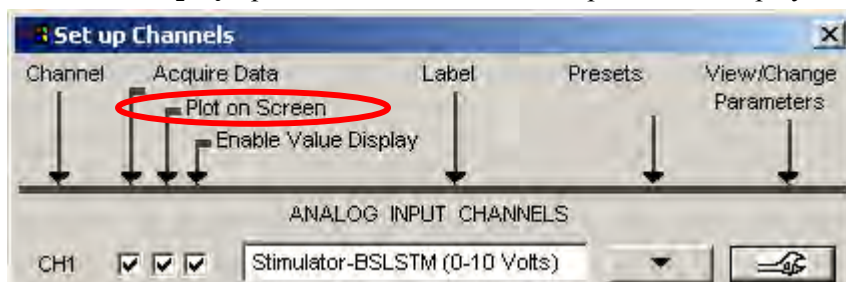 Set up Channels
Channel Acquire Data Label Presets View/Change
Plot on Screen Parameters
Enable Value Display
ANALOG INPUT CHANNELS
CH1 Stimulator-BSLSTM (0-10 Volts)